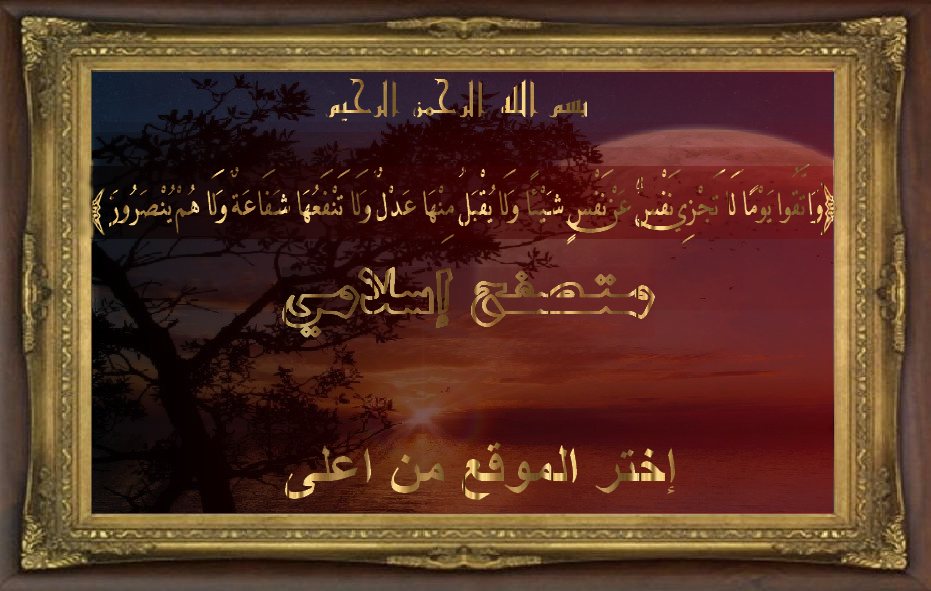 بسم الله الرحمن الرحيم
﴿وَاتَّقُوا يَوْمًا لَا تَجْزِي نَفْسٌ عَنْ نَفْسٍ شَيْئًا وَلَا يُقْبَلُ مِنْهَا عَدْلٌ وَلَا تَنْفَعُهَا شَفَاعَةٌ وَلَا هُمْ يُنْصَرُونَ﴾
متصفح إسلامي
إختر الموقع من اعلى